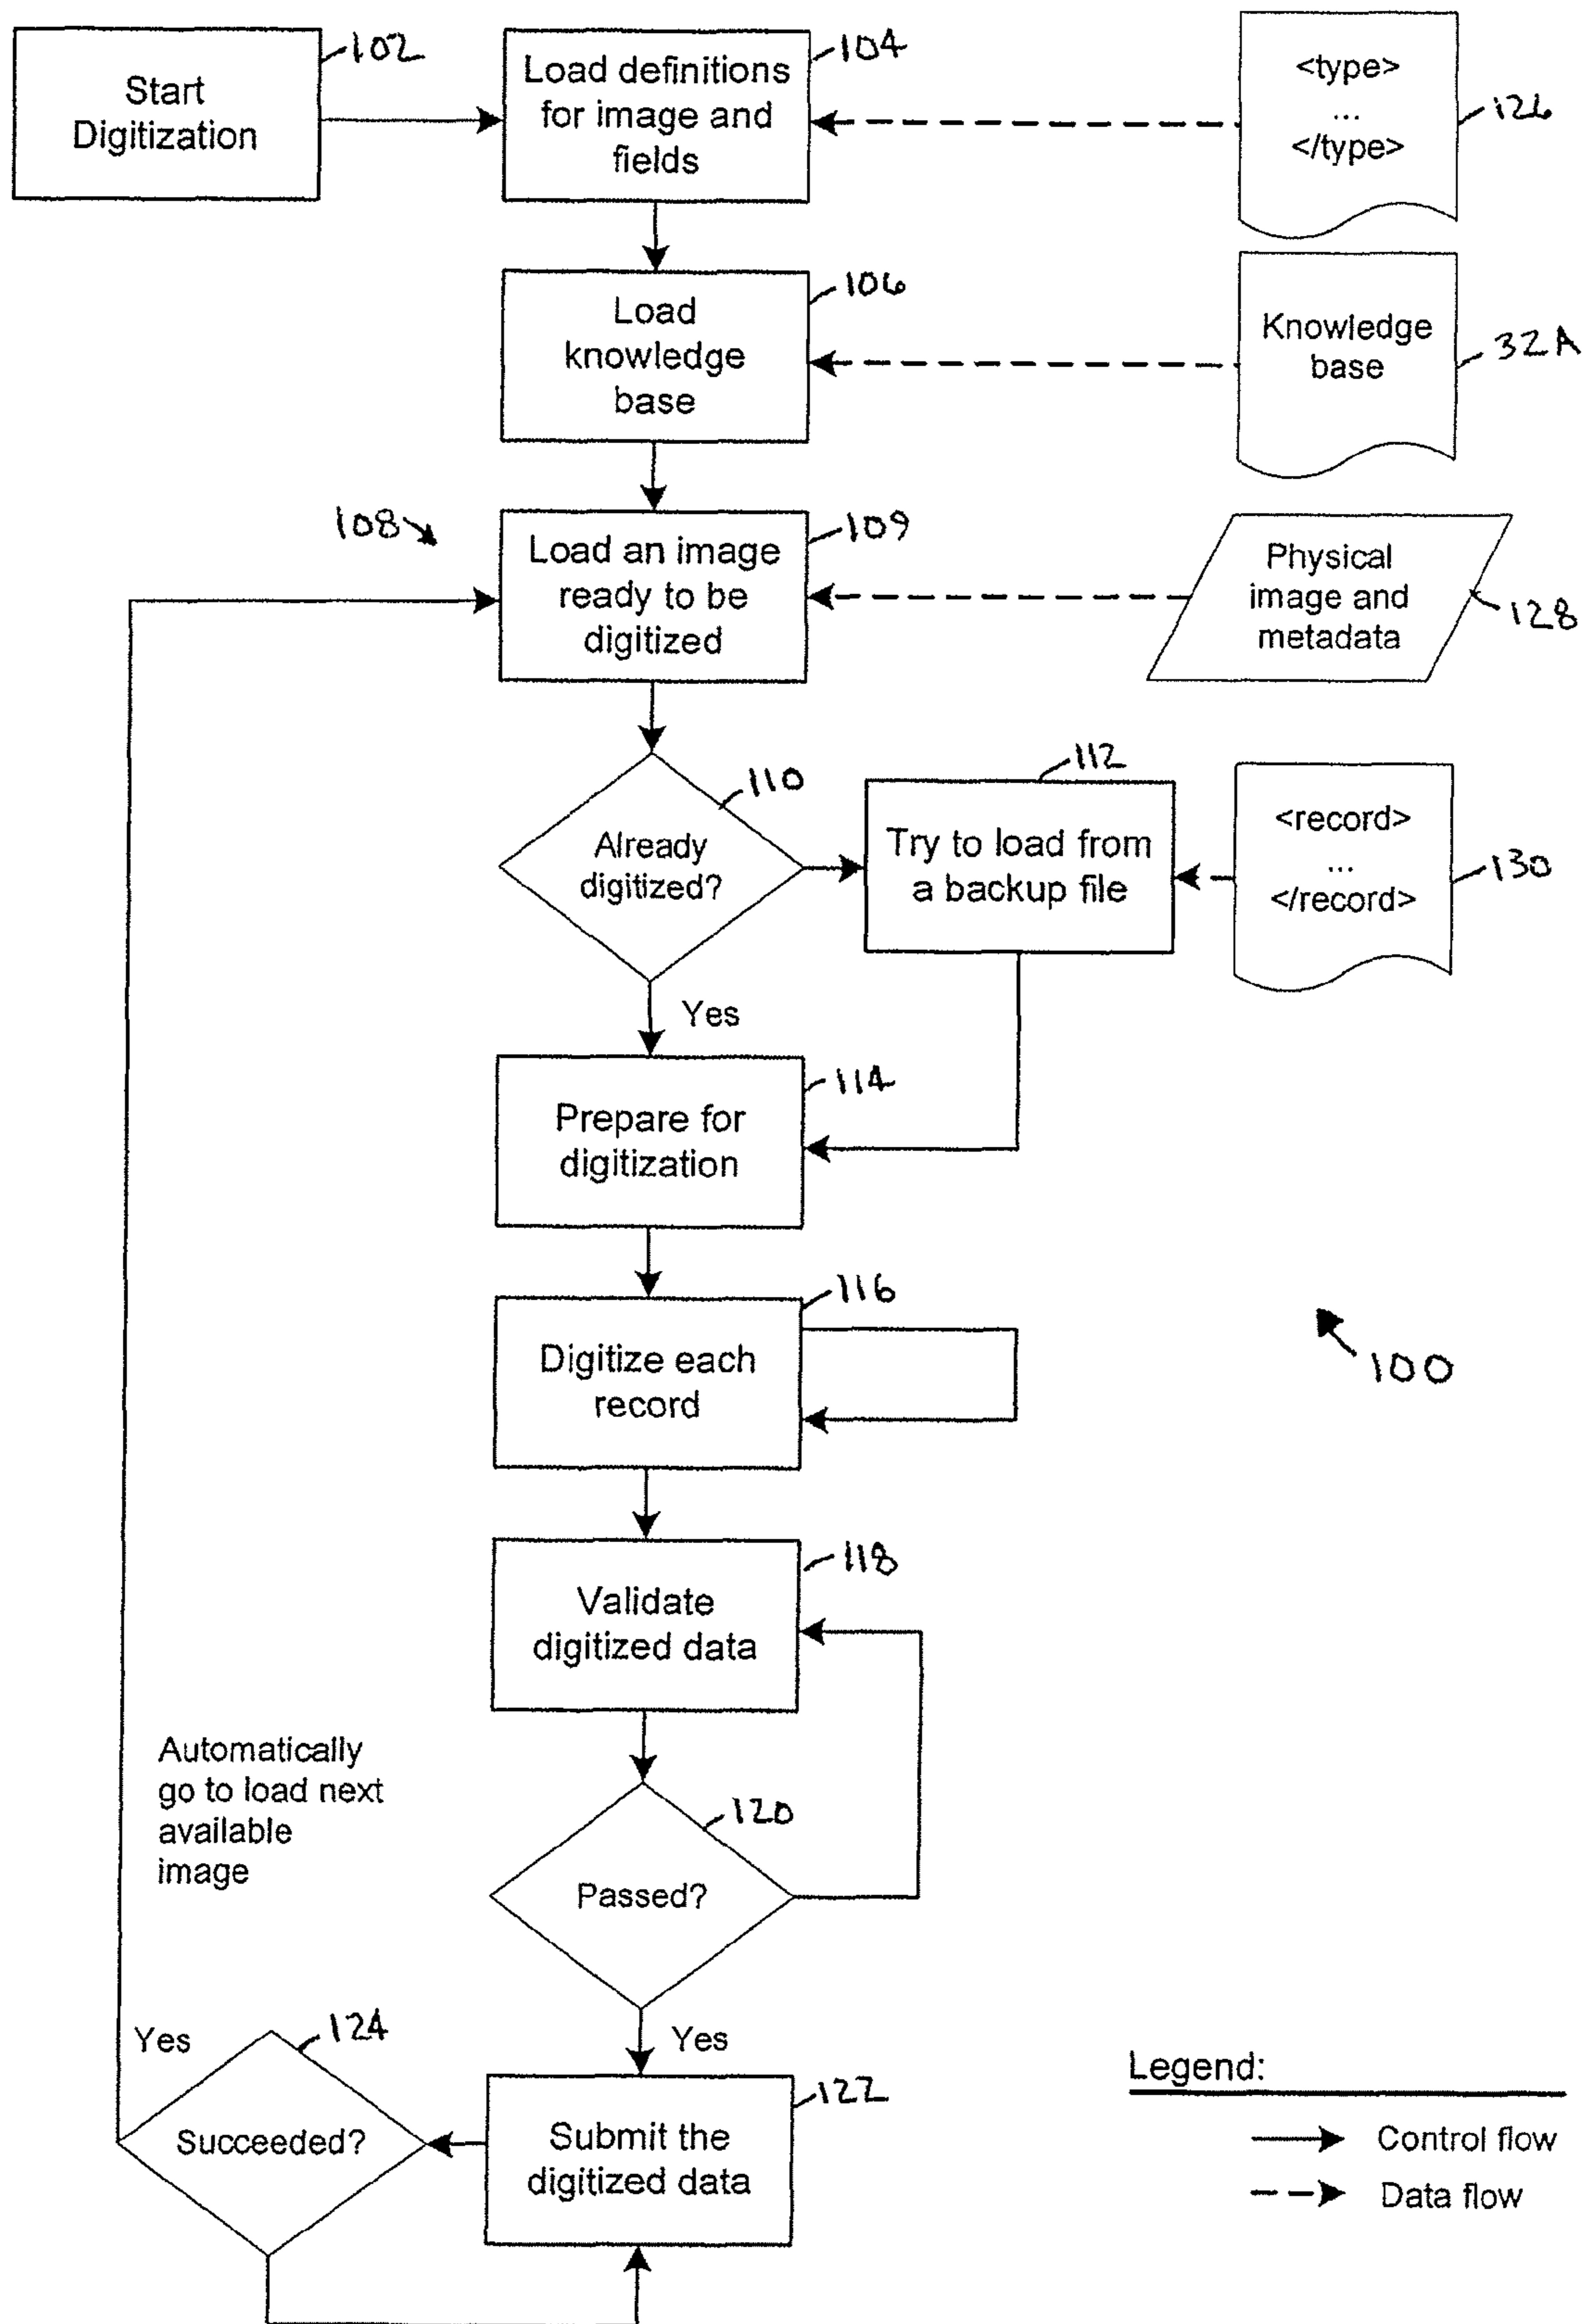 Start
Digitization
102
Load definitions
for image and
fields
104
<type>
...
</type>
126
Load
knowledge
base
106
Knowledge
base
32A
108
Load an image
ready to be
digitized
109
Physical
image and
metadata
128
Already
digitized?
110
Try to load from
a backup file
112
<record>
...
</record>
130
Yes
Prepare for
digitization
114
Digitize each
record
116
100
Validate
digitized data
118
Automatically
go to load next
available
image
Passed?
120
Yes
Yes
Succeeded?
124
Submit the
digitized data
122
Legend:
Control flow
Data flow